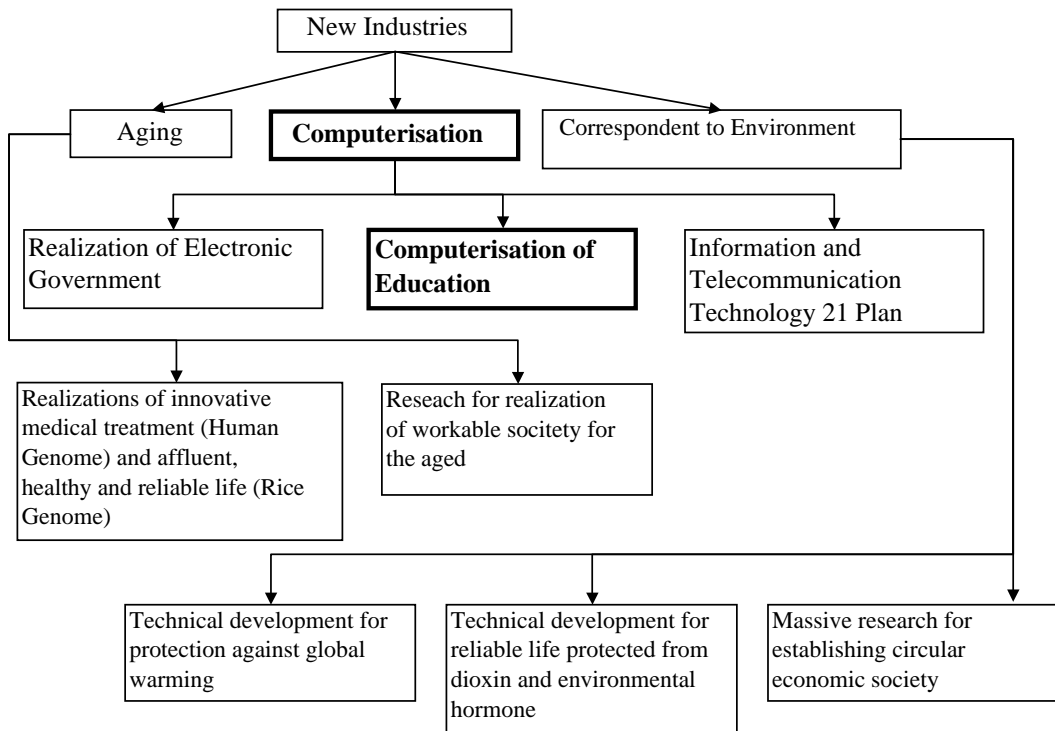 New Industries
Aging
Computerisation
Correspondent to Environment
Realization of Electronic
Government
Computerisation of
Education
Information and
Telecommunication
Technology 21 Plan
Realizations of innovative
medical treatment (Human
Genome) and affluent,
healthy and reliable life (Rice
Genome)
Reseach for realization
of workable socitety for
the aged
Technical development for
protection against global
warming
Technical development for
reliable life protected from
dioxin and environmental
hormone
Massive research for
establishing circular
economic society